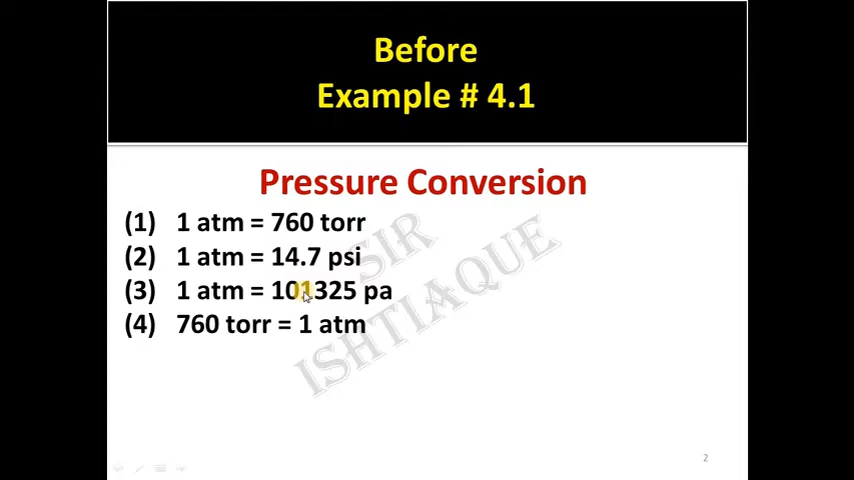 Before
Example # 4.1
Pressure Conversion
(1) 1 atm = 760 torr
(2) 1 atm = 14.7 psi
(3) 1 atm = 101325 pa
(4) 760 torr = 1 atm
SIR
ISHTIAQUE
2